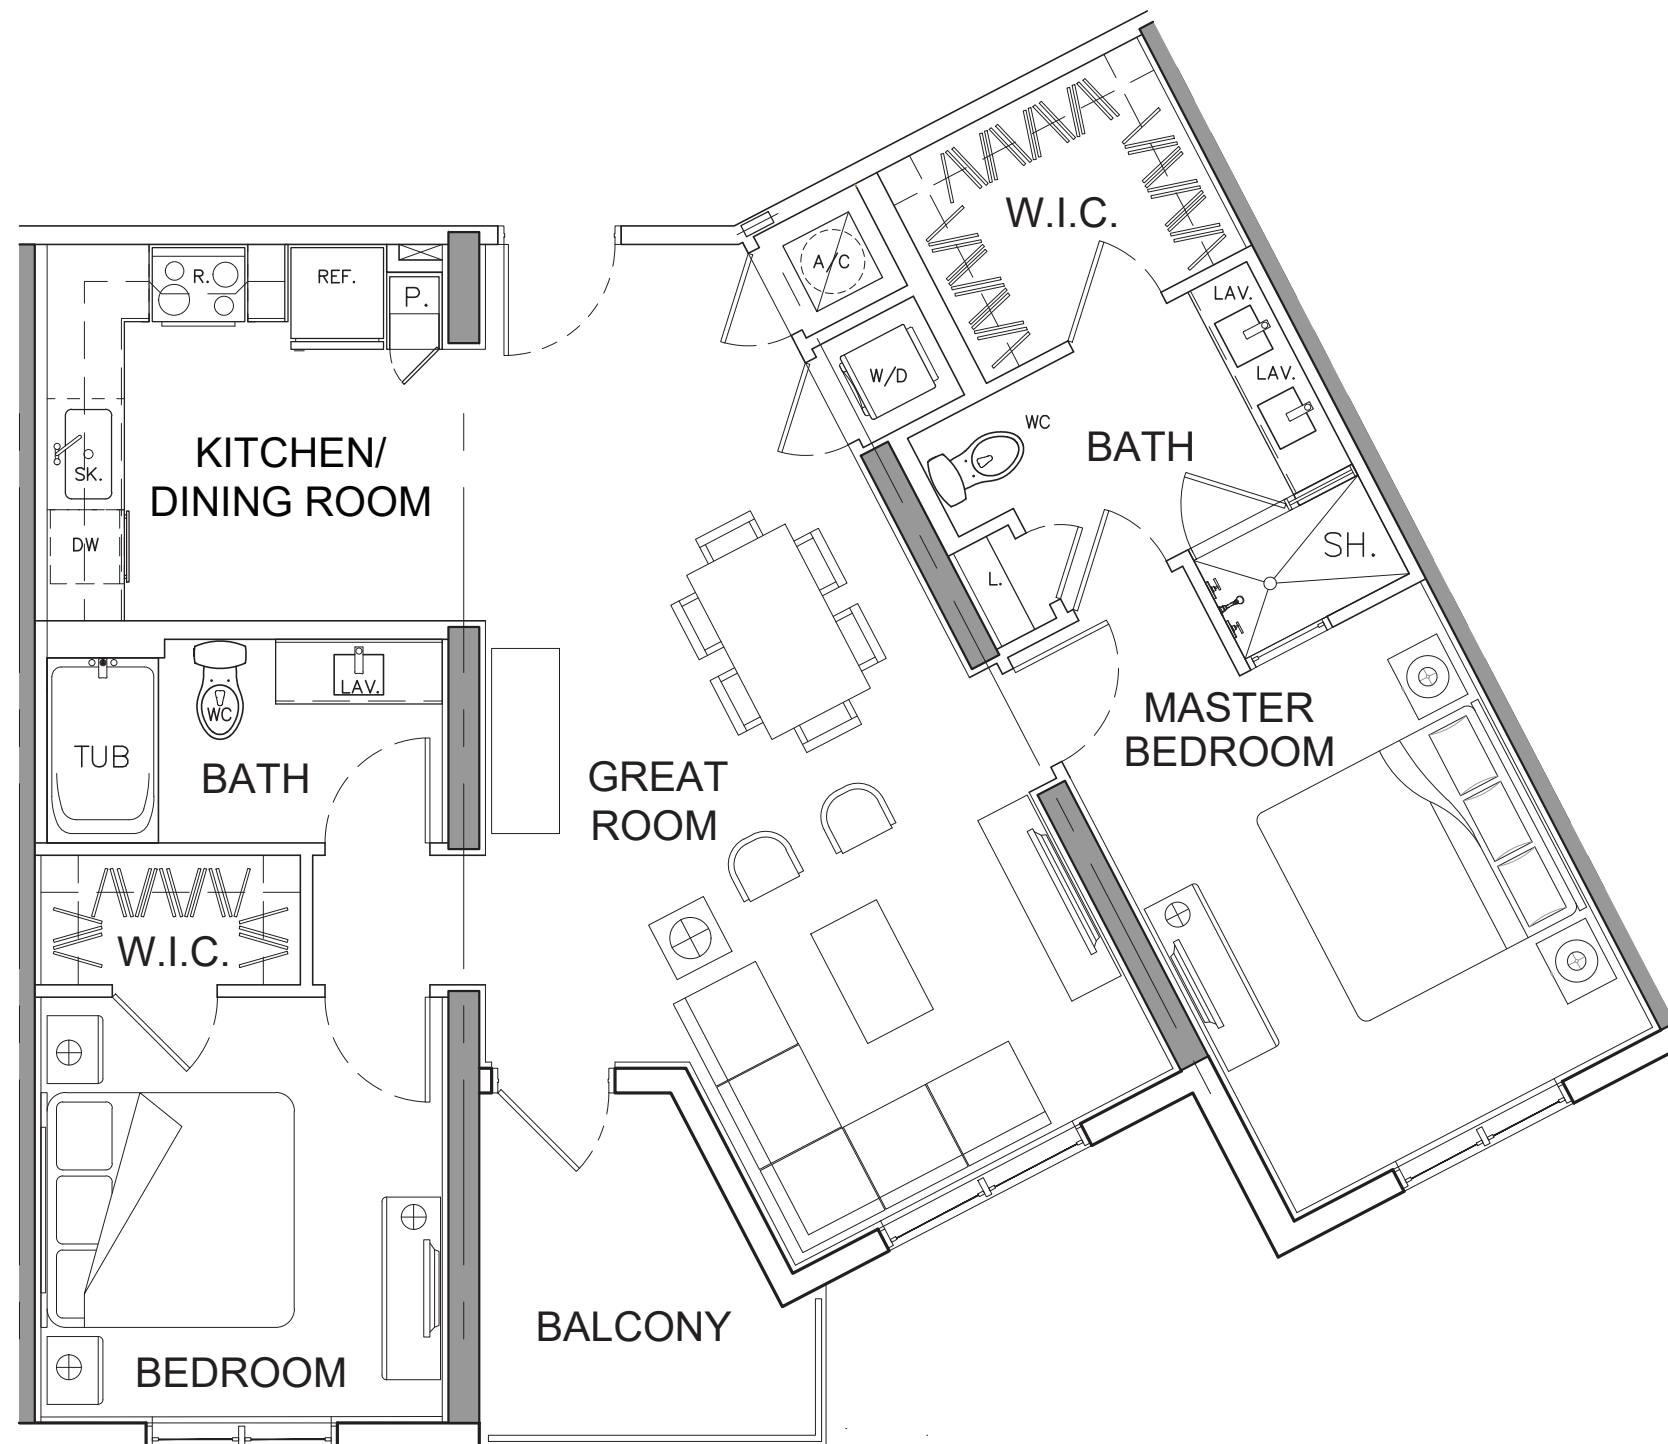 W.I.C.
A/C
R.
REF.
P.
LAV.
W/D
LAV.
WC
BATH
KITCHEN/
DINING ROOM
SK.
DW
SH.
L.
LAV.
WC
TUB
BATH
MASTER
BEDROOM
GREAT
ROOM
W.I.C.
BALCONY
BEDROOM